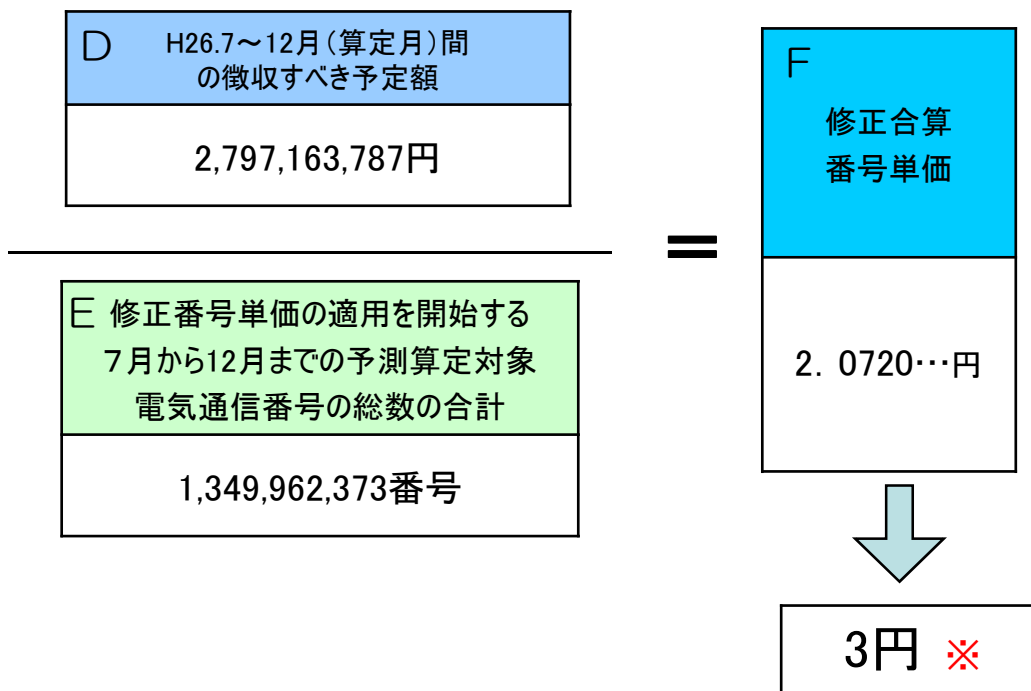 D H26.7～12月(算定月)間
の徴収すべき予定額
2,797,163,787円
E 修正番号単価の適用を開始する
7月から12月までの予測算定対象
電気通信番号の総数の合計
1,349,962,373番号
=
F
修正合算
番号単価
2．0720…円
3円 ※